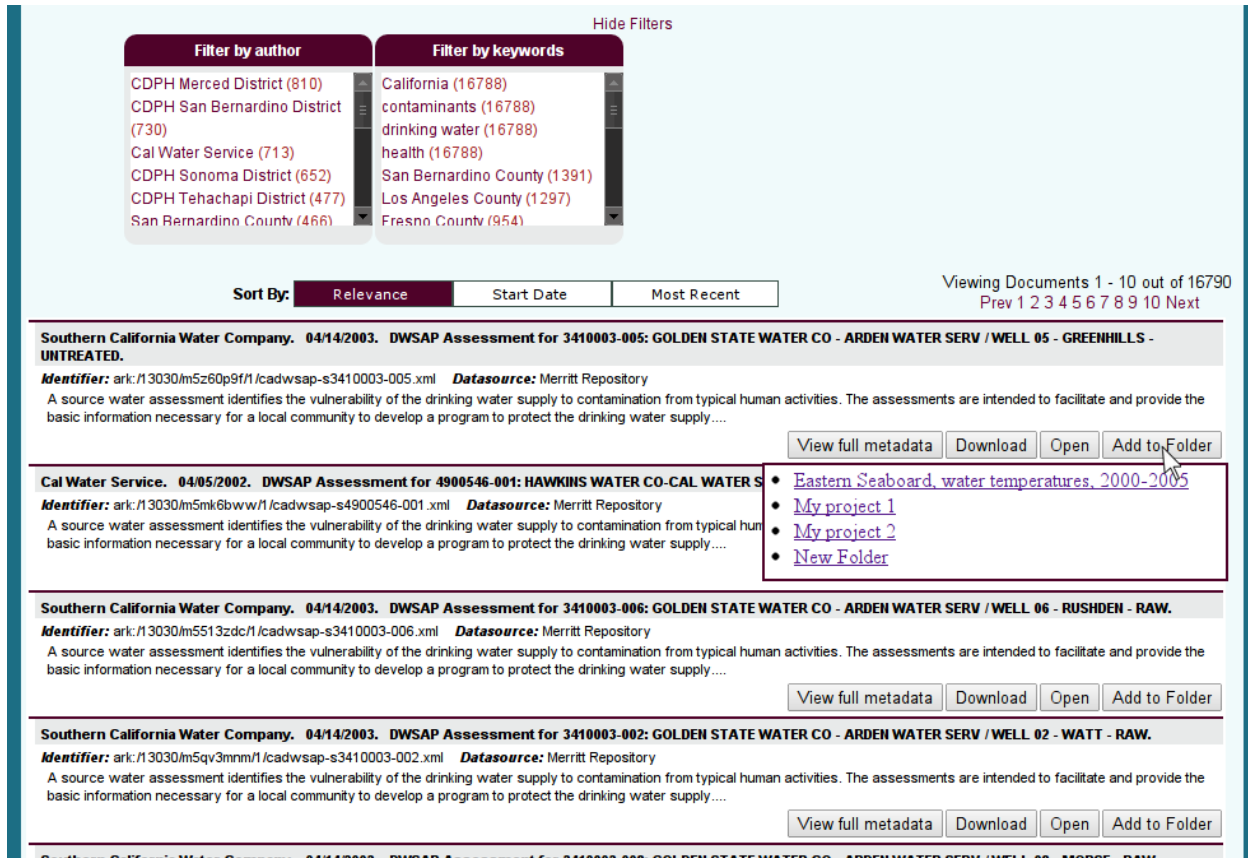 Hide Filters
Filter by author
CDPH Merced District (810)
CDPH San Bernardino District
(730)
Cal Water Service (713)
CDPH Sonoma District (652)
CDPH Tehachapi District (477)
San Bernardino County (466)
Filter by keywords
California (16788)
contaminants (16788)
drinking water (16788)
health (16788)
San Bernardino County (1391)
Los Angeles County (1297)
Fresno County (954)
Sort By: Relevance Start Date Most Recent
Viewing Documents 1 - 10 out of 16790
Prev 1 2 3 4 5 6 7 8 9 10 Next
Southern California Water Company. 04/14/2003. DWSAP Assessment for 3410003-005: GOLDEN STATE WATER CO - ARDEN WATER SERV / WELL 05 - GREENHILLS -
UNTREATED.
Identifier: ark:/13030/m5z60p9f/1/cadwsap-s3410003-005.xml Datasource: Merritt Repository
A source water assessment identifies the vulnerability of the drinking water supply to contamination from typical human activities. The assessments are intended to facilitate and provide the
basic information necessary for a local community to develop a program to protect the drinking water supply....
View full metadata Download Open Add to Folder
Cal Water Service. 04/05/2002. DWSAP Assessment for 4900546-001: HAWKINS WATER CO-CAL WATER S
Identifier: ark:/13030/m5mk6bww/1/cadwsap-s4900546-001.xml Datasource: Merritt Repository
A source water assessment identifies the vulnerability of the drinking water supply to contamination from typical hum
basic information necessary for a local community to develop a program to protect the drinking water supply....
Eastern Seaboard, water temperatures, 2000-2005
My project 1
My project 2
New Folder
Southern California Water Company. 04/14/2003. DWSAP Assessment for 3410003-006: GOLDEN STATE WATER CO - ARDEN WATER SERV / WELL 06 - RUSHDEN - RAW.
Identifier: ark:/13030/m5513zdc/1/cadwsap-s3410003-006.xml Datasource: Merritt Repository
A source water assessment identifies the vulnerability of the drinking water supply to contamination from typical human activities. The assessments are intended to facilitate and provide the
basic information necessary for a local community to develop a program to protect the drinking water supply....
View full metadata Download Open Add to Folder
Southern California Water Company. 04/14/2003. DWSAP Assessment for 3410003-002: GOLDEN STATE WATER CO - ARDEN WATER SERV / WELL 02 - WATT - RAW.
Identifier: ark:/13030/m5qv3mnm/1/cadwsap-s3410003-002.xml Datasource: Merritt Repository
A source water assessment identifies the vulnerability of the drinking water supply to contamination from typical human activities. The assessments are intended to facilitate and provide the
basic information necessary for a local community to develop a program to protect the drinking water supply....
View full metadata Download Open Add to Folder